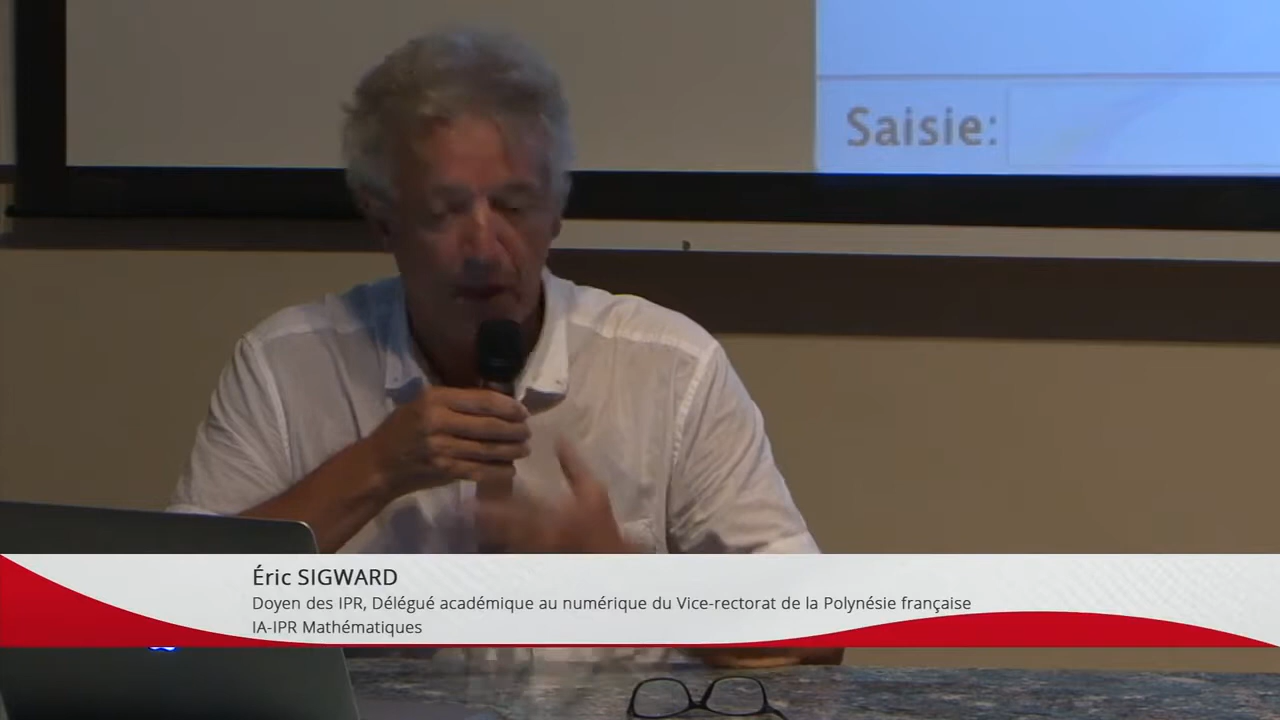 Saisie:
Éric SIGWARD
Doyen des IPR, Délégué académique au numérique du Vice-rectorat de la Polynésie française
IA-IPR Mathématiques